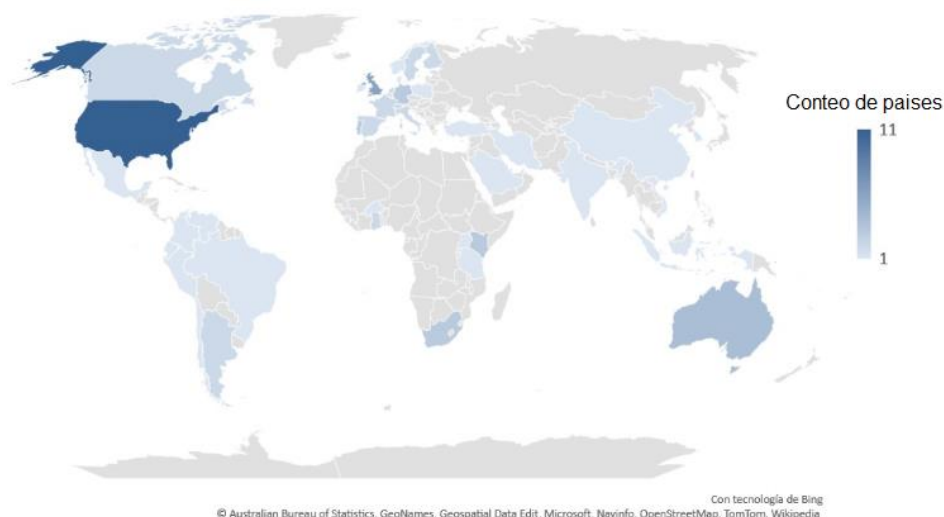 Conteo de paises
11
1
Con tecnología de Bing
© Australian Bureau of Statistics, GeoNames, Geospatial Data Edit, Microsoft, Navinfo, OpenStreetMap, TomTom, Wikipedia